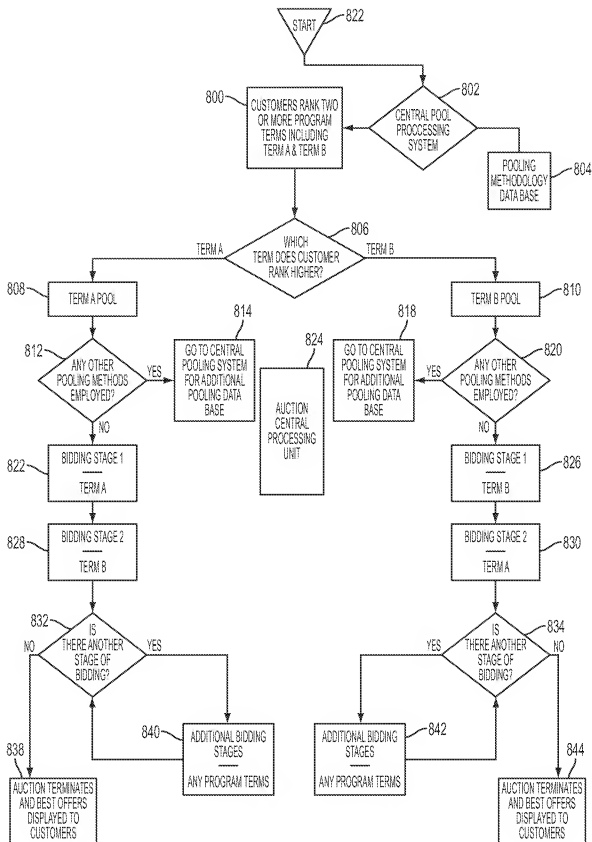 START
822
802
CENTRAL POOL
PROCCESSING
SYSTEM
800
CUSTOMERS RANK TWO
OR MORE PROGRAM
TERMS INCLUDING
TERM A & TERM B
POOLING
METHODOLOGY
DATA BASE
804
806
WHICH
TERM DOES CUSTOMER
RANK HIGHER?
TERM A
TERM B
808
TERM A POOL
TERM B POOL
810
812
ANY OTHER
POOLING METHODS
EMPLOYED?
YES
NO
814
GO TO CENTRAL
POOLING SYSTEM
FOR ADDITIONAL
POOLING DATA
BASE
824
AUCTION
CENTRAL
PROCESSING
UNIT
818
GO TO CENTRAL
POOLING SYSTEM
FOR ADDITIONAL
POOLING DATA
BASE
820
ANY OTHER
POOLING METHODS
EMPLOYED?
YES
NO
822
BIDDING STAGE 1
TERM A
BIDDING STAGE 1
TERM B
826
828
BIDDING STAGE 2
TERM B
BIDDING STAGE 2
TERM A
830
832
IS
THERE ANOTHER
STAGE OF
BIDDING?
NO
YES
834
IS
THERE ANOTHER
STAGE OF
BIDDING?
YES
NO
840
ADDITIONAL BIDDING
STAGES
ANY PROGRAM TERMS
842
ADDITIONAL BIDDING
STAGES
ANY PROGRAM TERMS
838
AUCTION TERMINATES
AND BEST OFFERS
DISPLAYED TO
CUSTOMERS
844
AUCTION TERMINATES
AND BEST OFFERS
DISPLAYED TO
CUSTOMERS